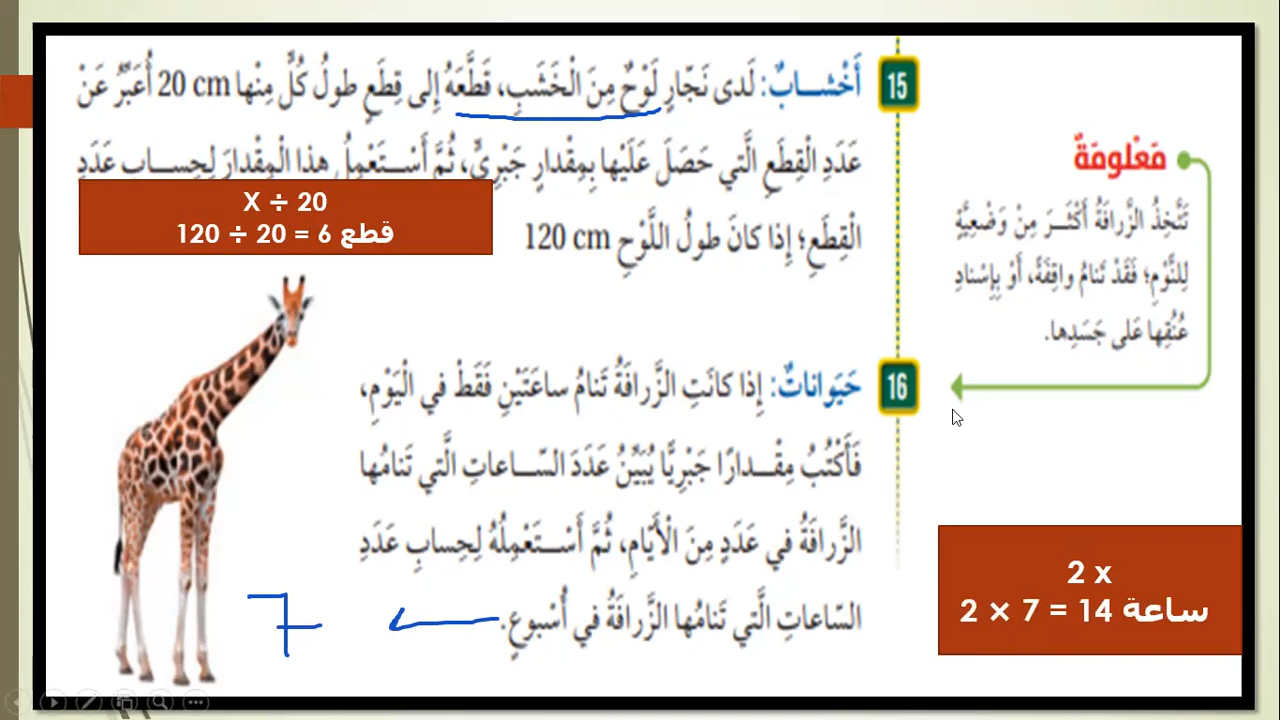 15 أَخْشابٌ: لَدى نَجّارٍ لَوْحٌ مِنَ الْخَشَبِ، قَطَّعَهُ إِلى قِطَعٍ طولُ كُلٍّ مِنْها 20 cm أُعَبِّرُ عَنْ
عَدَدِ الْقِطَعِ الَّتي حَصَلَ عَلَيْها بِمِقْدارٍ جَبْرِيٍّ، ثُمَّ أَسْتَعْمِلُ هذا الْمِقْدارَ لِحِسابِ عَدَدِ
الْقِطَعِ؛ إِذا كانَ طولُ اللَّوْحِ 120 cm
X ÷ 20
120 ÷ 20 = 6 قطع
مَعْلومَةٌ
تَتَّخِذُ الزَّرافَةُ أَكْثَرَ مِنْ وَضْعِيَّةٍ
لِلنَّوْمِ؛ فَقَدْ تَنامُ واقِفَةً، أَوْ بِإِسْنادِ
عُنُقِها عَلى جَسَدِها.
16 حَيَواناتٌ: إِذا كانَتِ الزَّرافَةُ تَنامُ ساعَتَيْنِ فَقَطْ في الْيَوْمِ،
فَأَكْتُبُ مِقْدارًا جَبْرِيًّا يُبَيِّنُ عَدَدَ السّاعاتِ الَّتي تَنامُها
الزَّرافَةُ في عَدَدٍ مِنَ الْأَيّامِ، ثُمَّ أَسْتَعْمِلُهُ لِحِسابِ عَدَدِ
السّاعاتِ الَّتي تَنامُها الزَّرافَةُ في أُسْبوعٍ.
7
2 x
2 × 7 = 14 ساعة